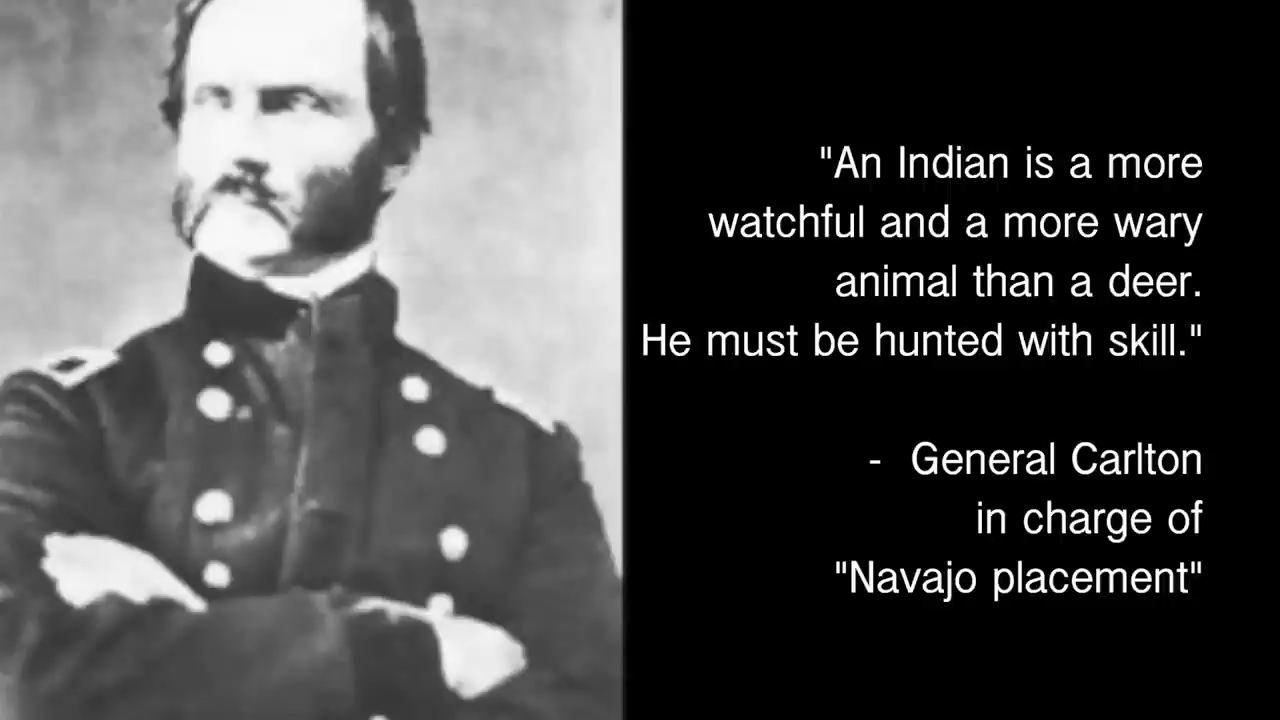 "An Indian is a more
watchful and a more wary
animal than a deer.
He must be hunted with skill."
- General Carlton
in charge of
"Navajo placement"